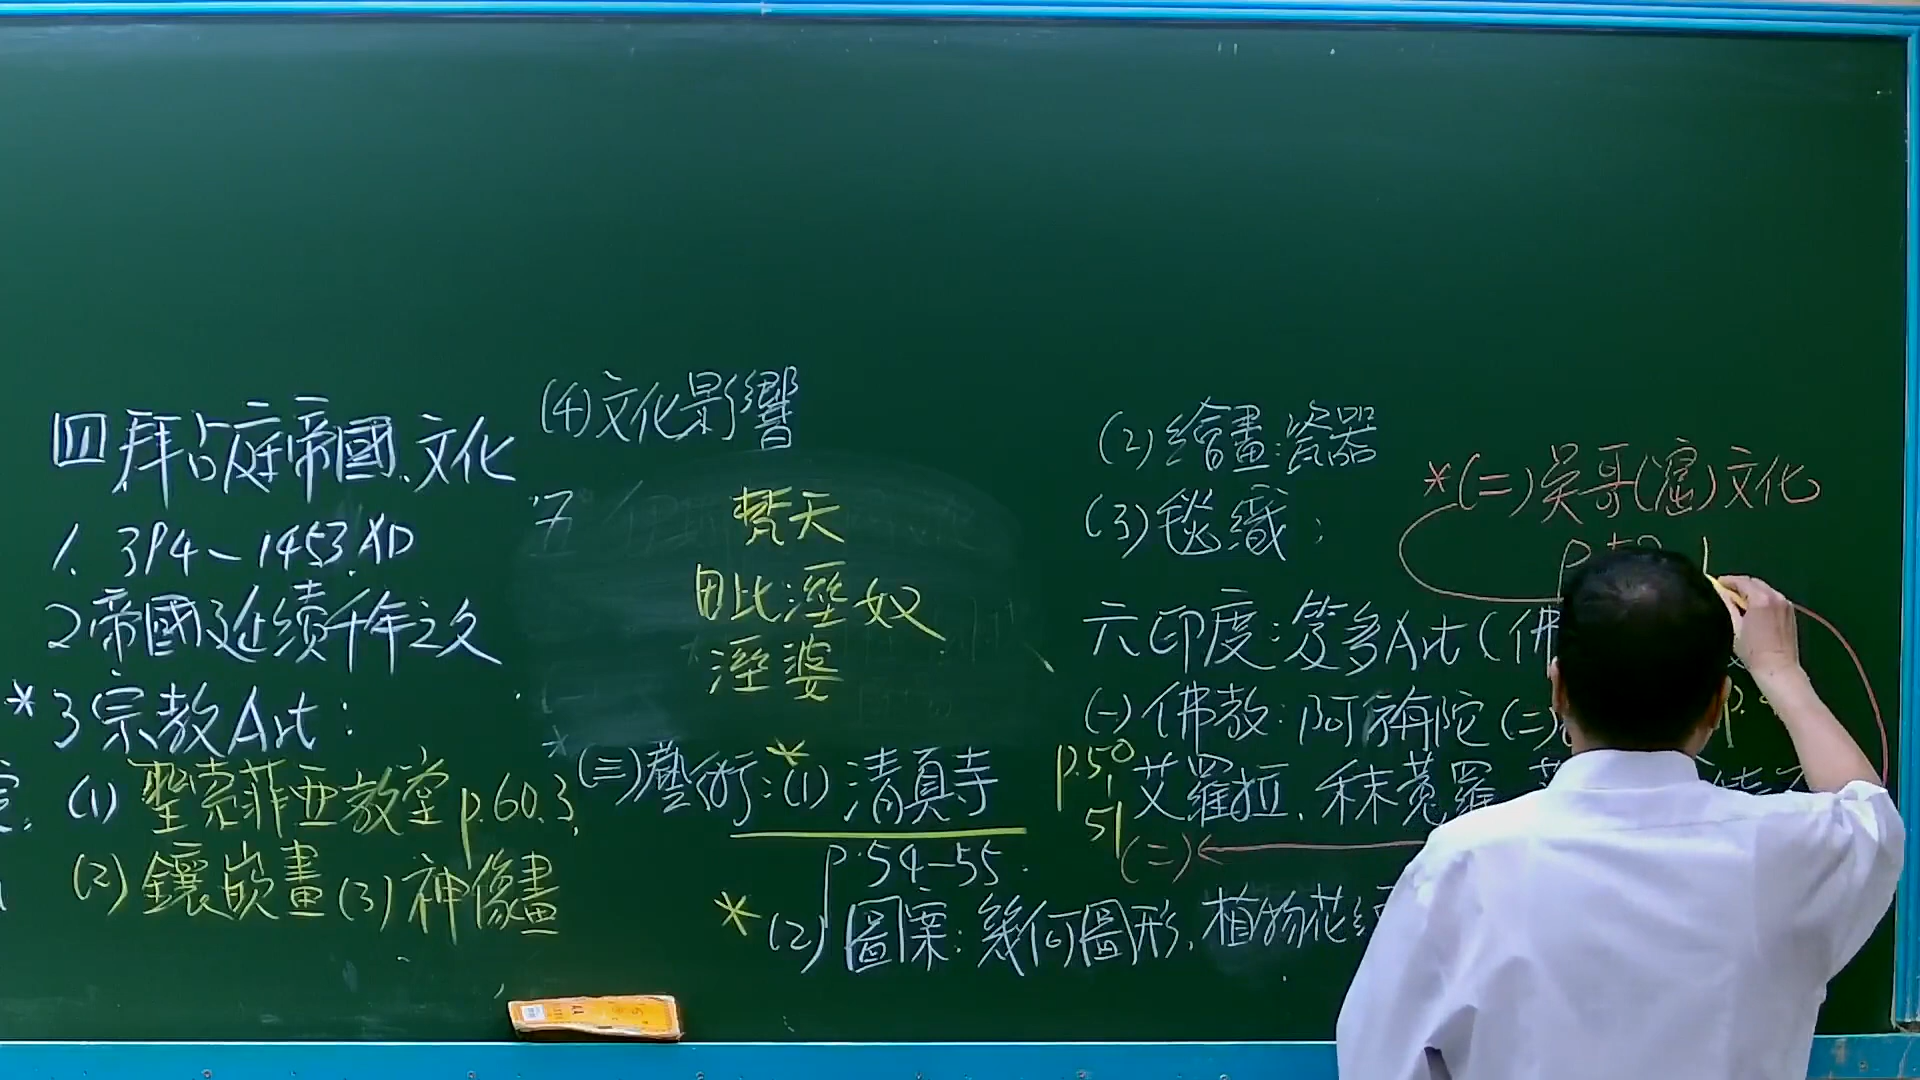 四拜占庭帝國.文化
1. 394-1453.AD
2帝國延續千年之久
*3宗教Art:
(1)聖索菲亞教堂p.60.3
(2)鑲嵌畫(3)神像畫
(4)文化影響
梵天
毗溼奴
溼婆
(三)藝術:*(1)清真寺
p.54-55
*(2)圖案:幾何圖形.植物花
(2)繪畫:瓷器
(3)毯織:
六印度:笈多Art(佛
(一)佛教:阿旃陀(二)
p.50
51
艾羅拉.秣菟羅
(二)
*(二)吴哥(窟)文化